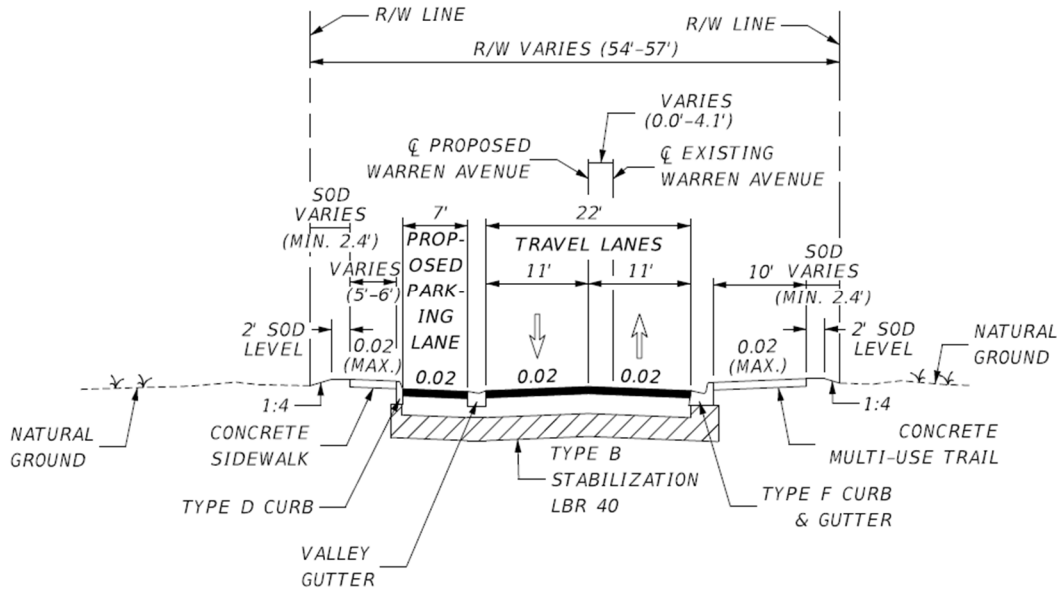 R/W LINE
R/W LINE
R/W VARIES (54'-57')
VARIES
(0.0'-4.1')
℄ PROPOSED
WARREN AVENUE
℄ EXISTING
WARREN AVENUE
SOD
VARIES
(MIN. 2.4')
7'
22'
PROP-
OSED
PARK-
ING
LANE
TRAVEL LANES
11'
11'
VARIES
(5'-6')
10'
SOD
VARIES
(MIN. 2.4')
2' SOD
LEVEL
0.02
(MAX.)
0.02
0.02
0.02
0.02
(MAX.)
2' SOD
LEVEL
NATURAL
GROUND
1:4
1:4
NATURAL
GROUND
CONCRETE
SIDEWALK
TYPE B
STABILIZATION
LBR 40
CONCRETE
MULTI-USE TRAIL
TYPE D CURB
TYPE F CURB
& GUTTER
VALLEY
GUTTER